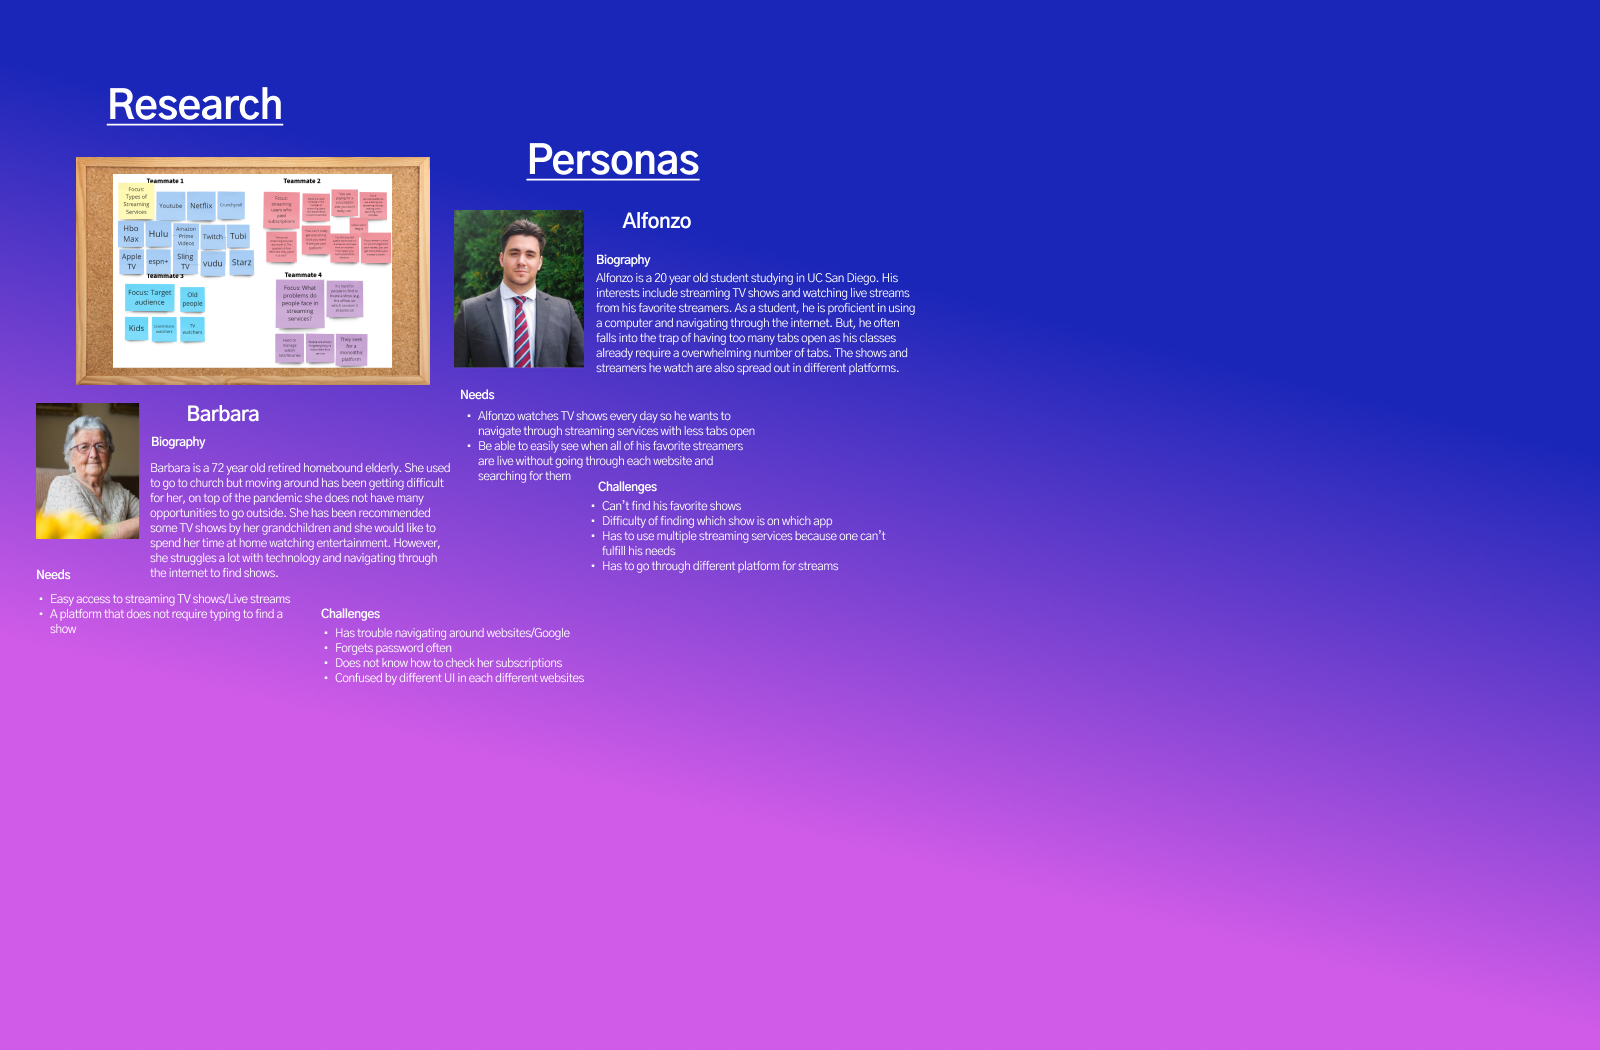 Research
Teammate 1
Focus:
Types of
Streaming
Services
Youtube
Netflix
Crunchyroll
Hbo
Max
Hulu
Amazon
Prime
Videos
Twitch
Tubi
Apple
TV
espn+
Sling
TV
vudu
Starz
Teammate 2
Focus:
streaming
users who
paid
subscriptions
Teammate 3
Focus: Target
audience
Old
people
Kids
TV
watchers
Teammate 4
Focus: What
problems do
people face in
streaming
services?
They seek
for a
monolithic
platform
Personas
Alfonzo
Biography
Alfonzo is a 20 year old student studying in UC San Diego. His
interests include streaming TV shows and watching live streams
from his favorite streamers. As a student, he is proficient in using
a computer and navigating through the internet. But, he often
falls into the trap of having too many tabs open as his classes
already require a overwhelming number of tabs. The shows and
streamers he watch are also spread out in different platforms.
Needs
• Alfonzo watches TV shows every day so he wants to
navigate through streaming services with less tabs open
• Be able to easily see when all of his favorite streamers
are live without going through each website and
searching for them
Challenges
• Can't find his favorite shows
• Difficulty of finding which show is on which app
• Has to use multiple streaming services because one can't
fulfill his needs
• Has to go through different platform for streams
Barbara
Biography
Barbara is a 72 year old retired homebound elderly. She used
to go to church but moving around has been getting difficult
for her, on top of the pandemic she does not have many
opportunities to go outside. She has been recommended
some TV shows by her grandchildren and she would like to
spend her time at home watching entertainment. However,
she struggles a lot with technology and navigating through
the internet to find shows.
Needs
• Easy access to streaming TV shows/Live streams
• A platform that does not require typing to find a
show
Challenges
• Has trouble navigating around websites/Google
• Forgets password often
• Does not know how to check her subscriptions
• Confused by different UI in each different websites